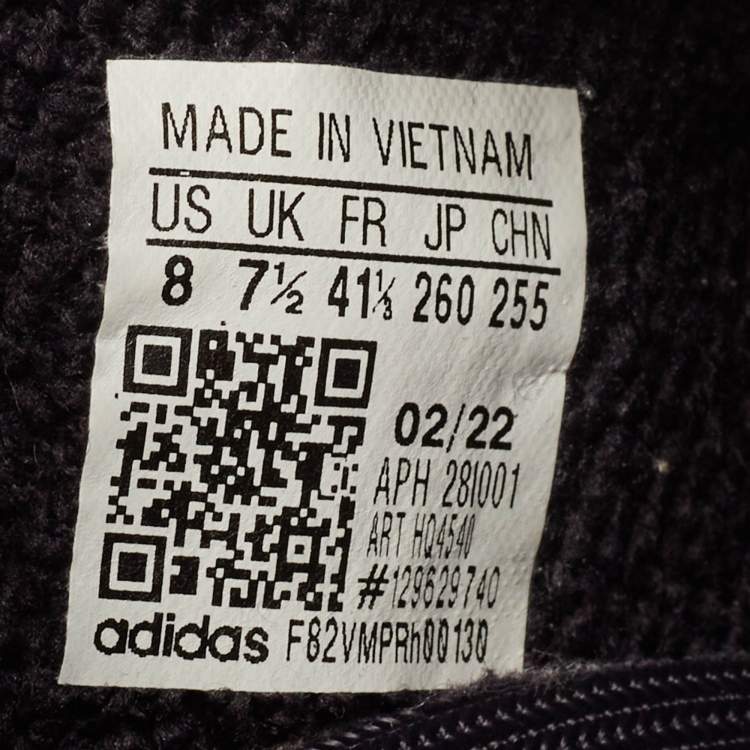 MADE IN VIETNAM
US UK FR JP CHN
8 7½ 41⅓ 260 255
02/22
APH 28I001
ART HQ4540
#129629740
adidas F82VMPRh00130